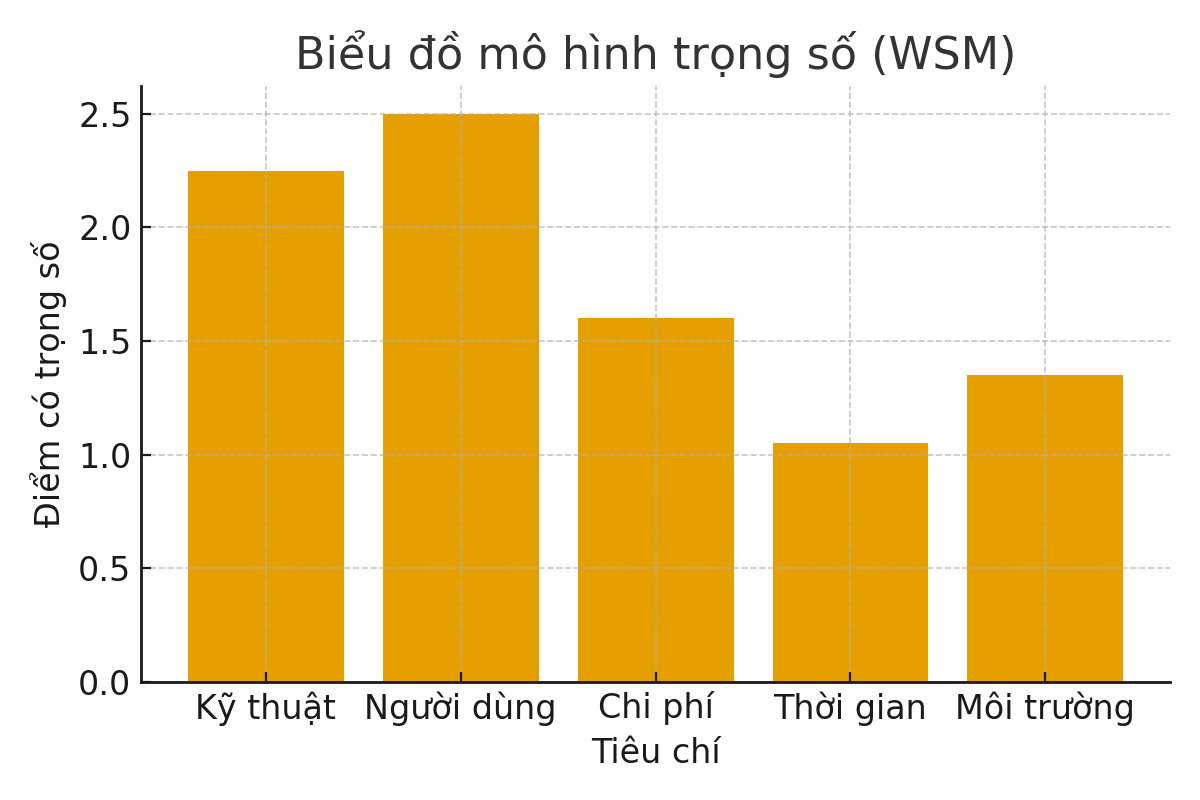 Biểu đồ mô hình trọng số (WSM)
Điểm có trọng số
2.5
2.0
1.5
1.0
0.5
0.0
Kỹ thuật Người dùng Chi phí Thời gian Môi trường
Tiêu chí